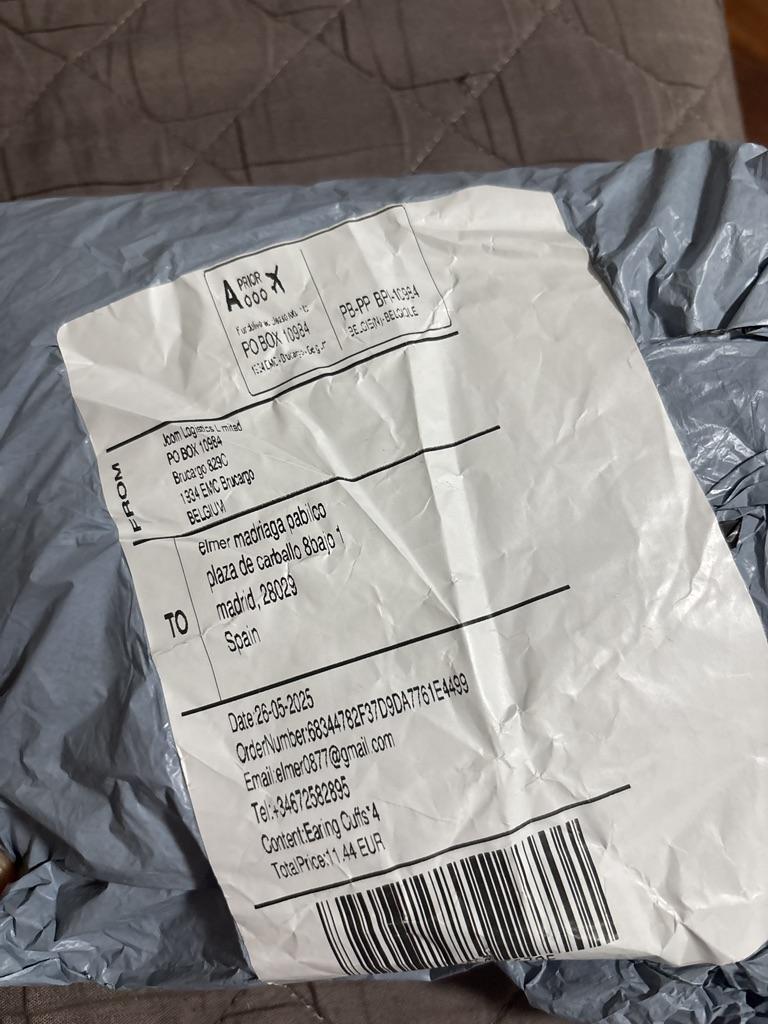 A PRIOR
PO BOX 10984
PB-PP BPI-10984
BELGIE(N)-BELGIQUE
FROM
Joom Logistics Limited
PO BOX 10984
Brucargo 829C
1934 EMC Brucargo
BELGIUM
TO
elmer madriaga pablico
plaza de carballo 8bajo 1
madrid, 28029
Spain
Date:26-05-2025
OrderNumber:68344782F37D9DA7761E4499
Email:elmer0877@gmail.com
Tel:+34672582895
Content:Earing Cuffs*4
TotalPrice:11.44 EUR